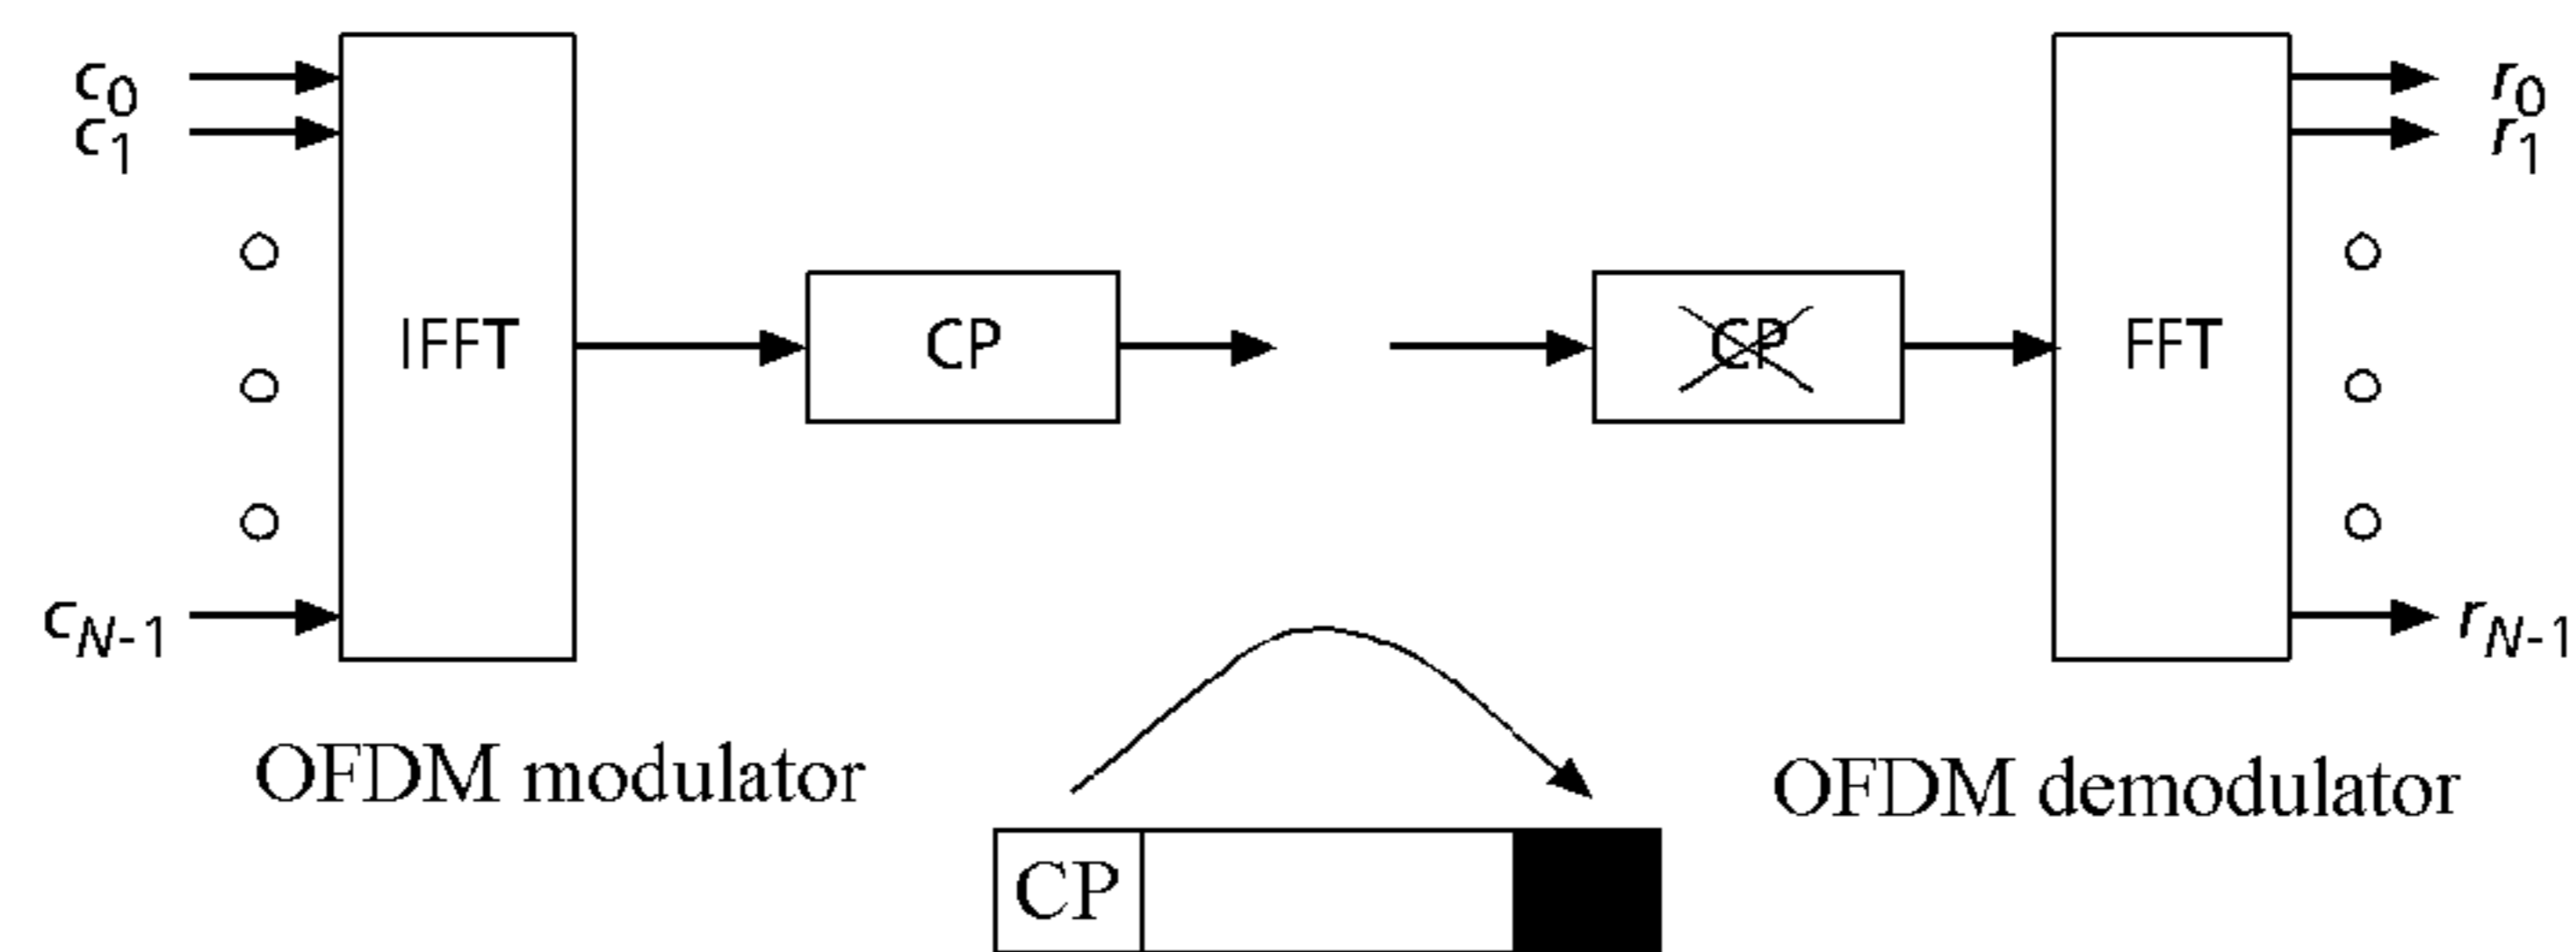 c0
c1
cN-1
IFFT
CP
CP
FFT
r0
r1
rN-1
OFDM modulator
OFDM demodulator
CP